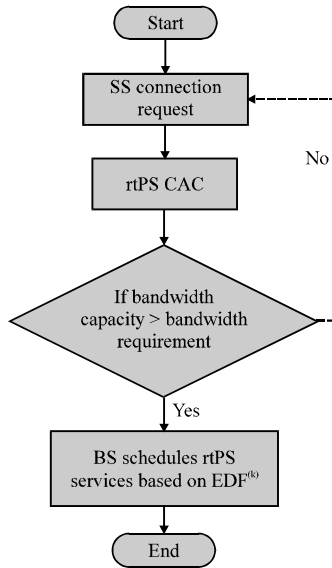 Start
SS connection
request
No
rtPS CAC
If bandwidth
capacity > bandwidth
requirement
Yes
BS schedules rtPS
services based on EDF(k)
End